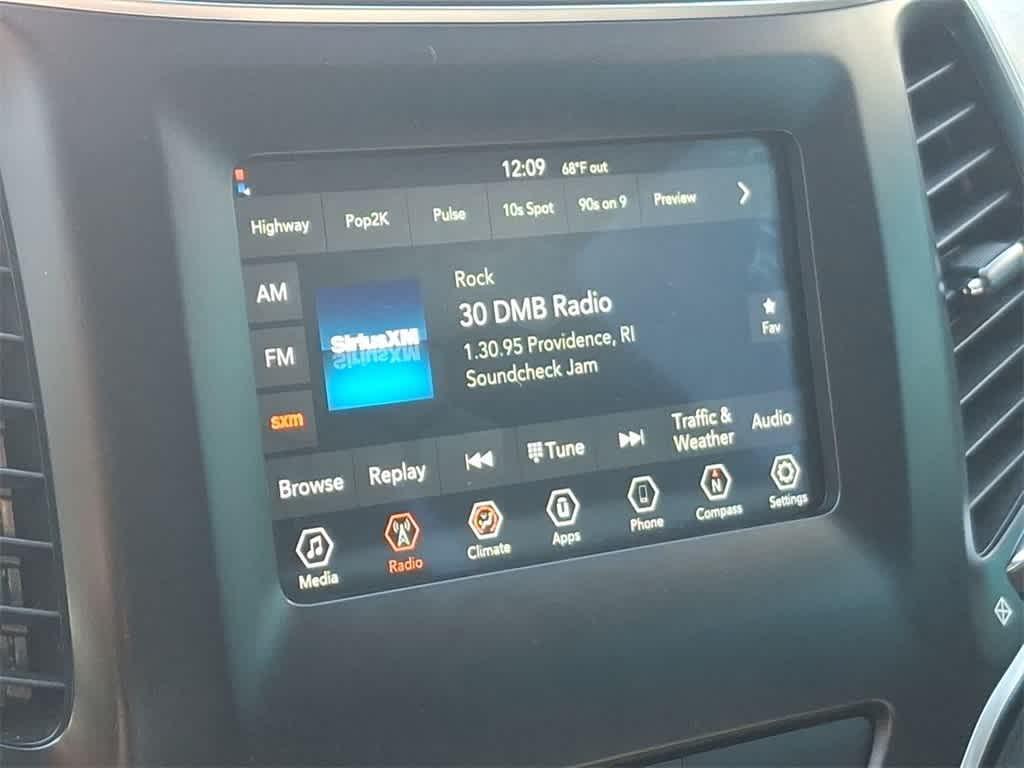 12:09 68°F out
Highway Pop2K Pulse 10s Spot 90s on 9 Preview
AM
FM
sxm
SiriusXM
Rock
30 DMB Radio
1.30.95 Providence, RI
Soundcheck Jam
Fav
Browse Replay Tune Traffic & Weather Audio
Media Radio Climate Apps Phone Compass Settings
N